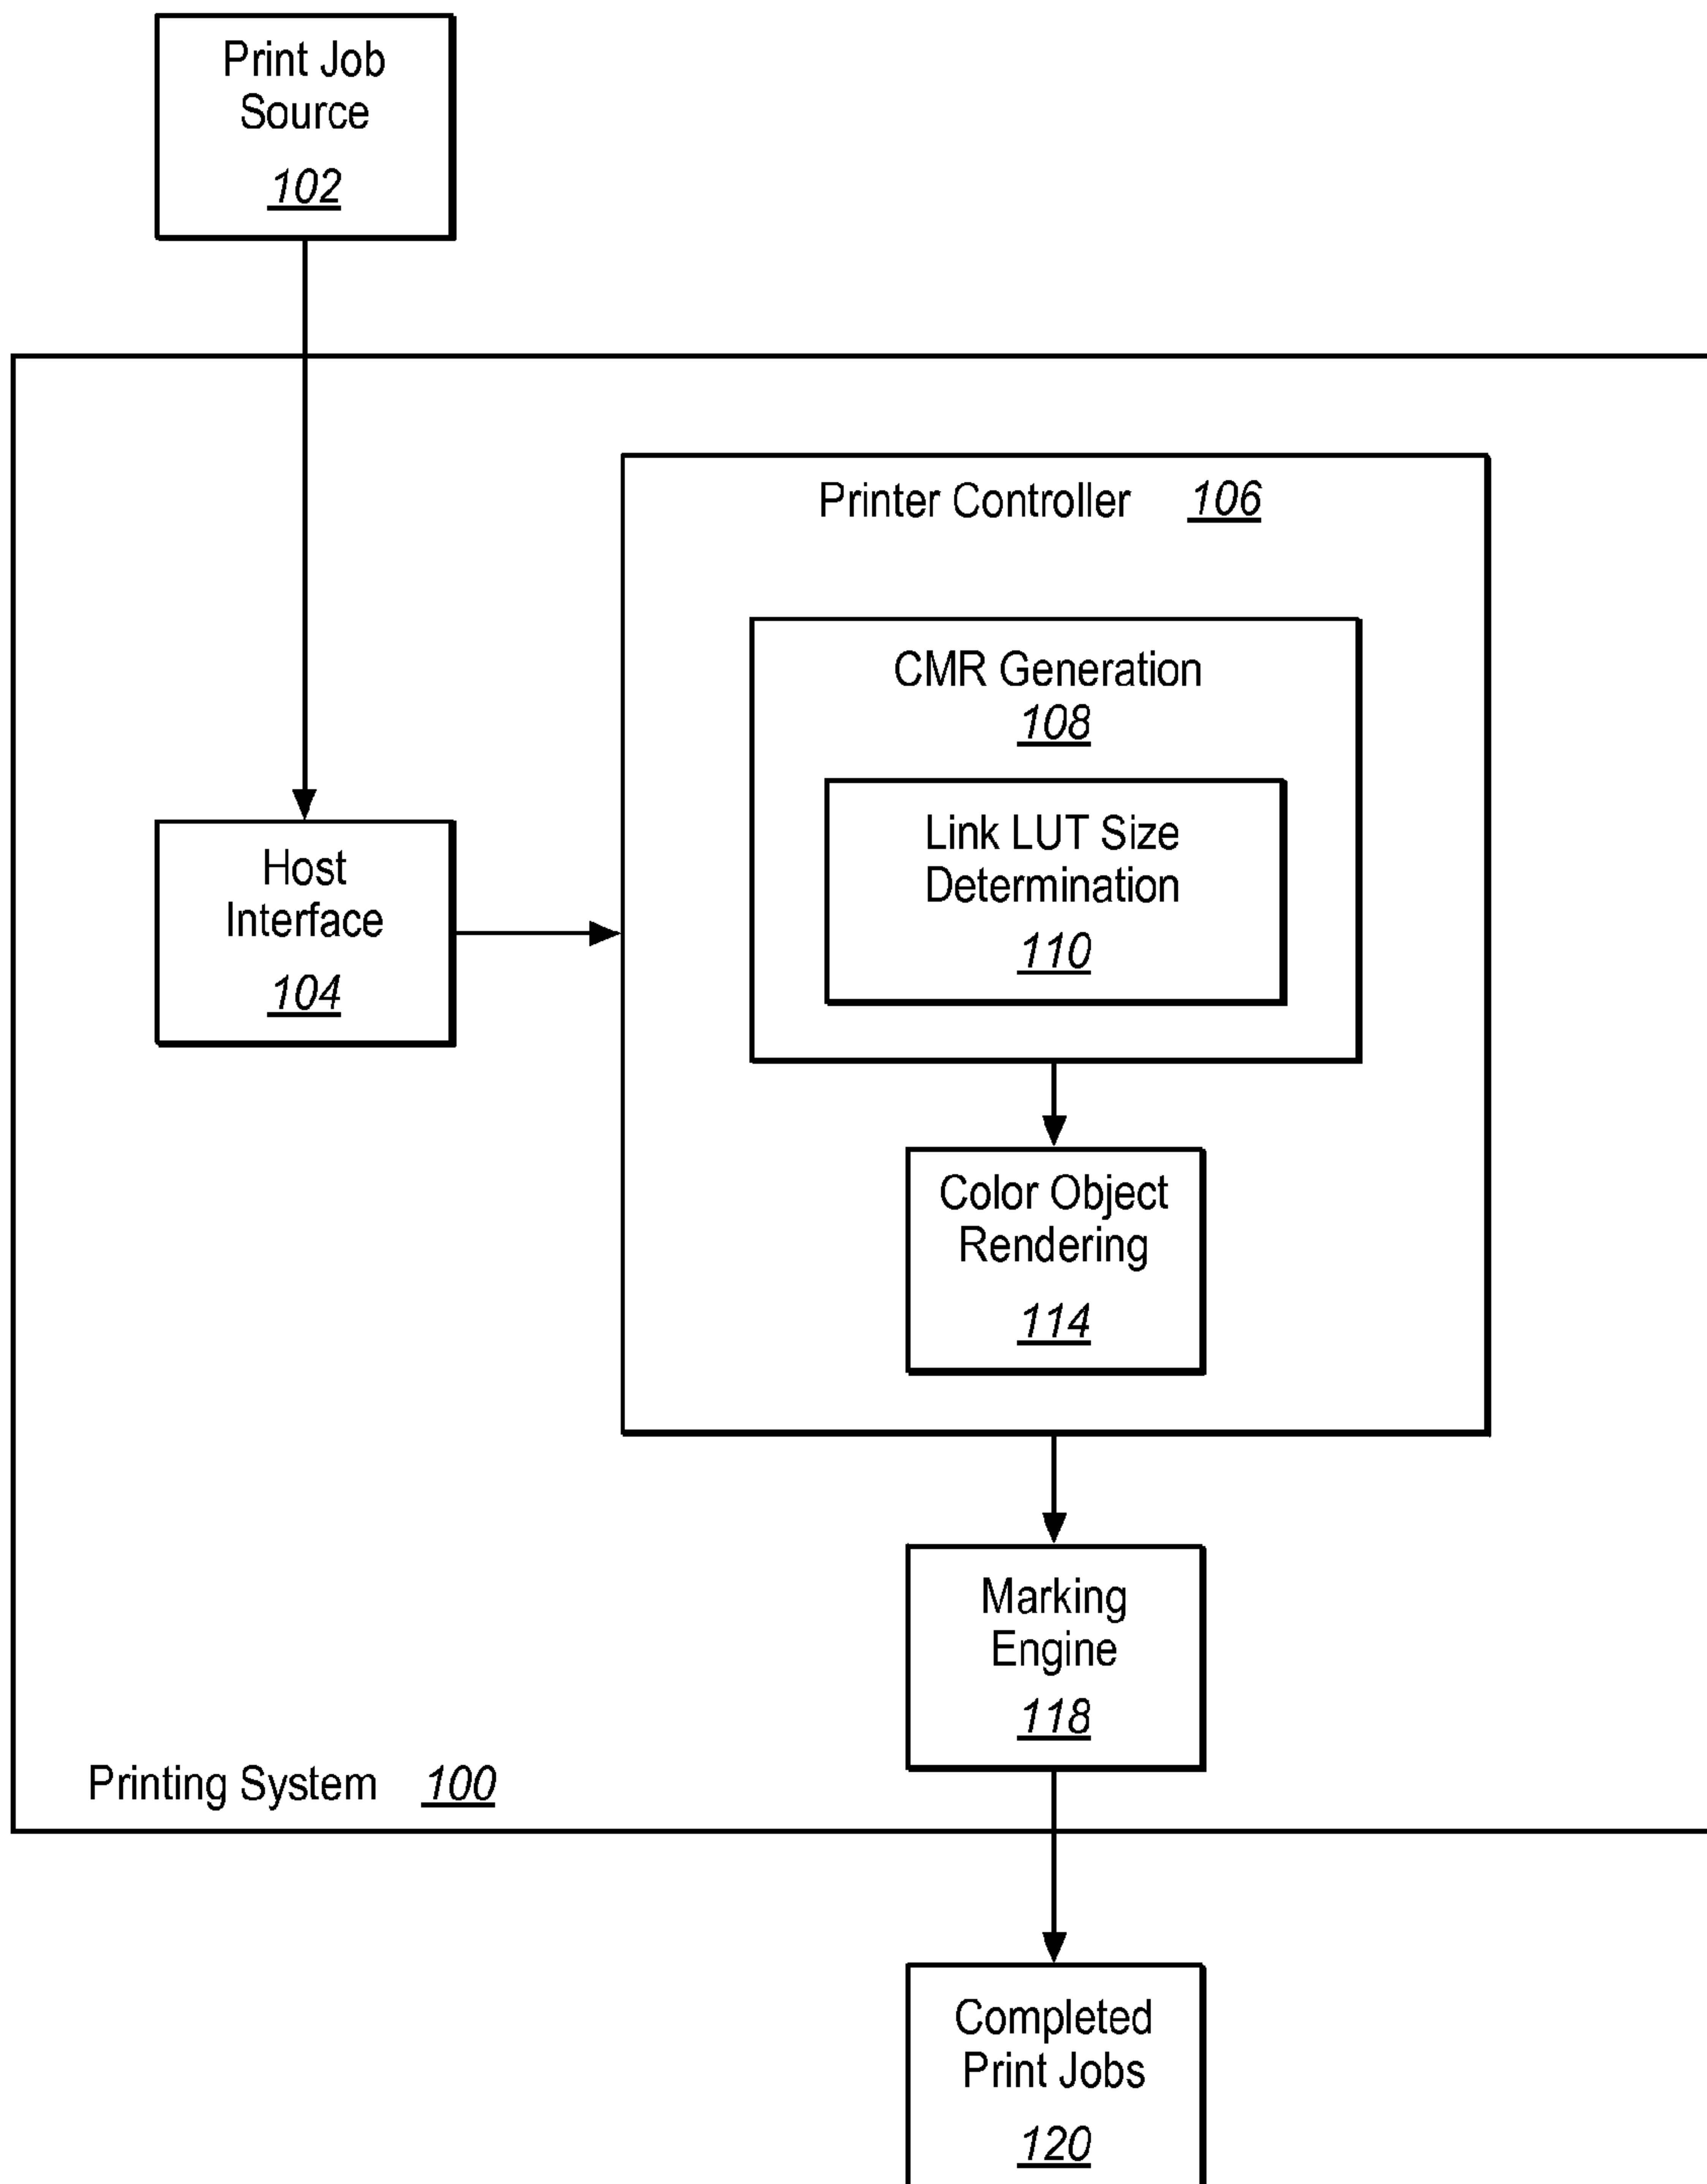 Print Job
Source
102
Printer Controller 106
CMR Generation
108
Link LUT Size
Determination
110
Host
Interface
104
Color Object
Rendering
114
Marking
Engine
118
Printing System 100
Completed
Print Jobs
120